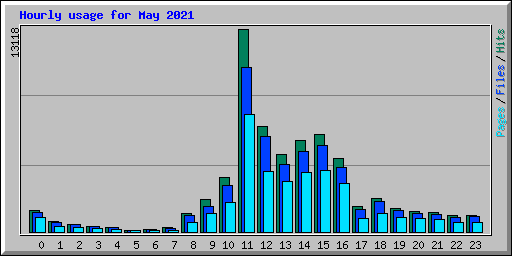 Hourly usage for May 2021
13118
Pages/Files/Hits
0 1 2 3 4 5 6 7 8 9 10 11 12 13 14 15 16 17 18 19 20 21 22 23